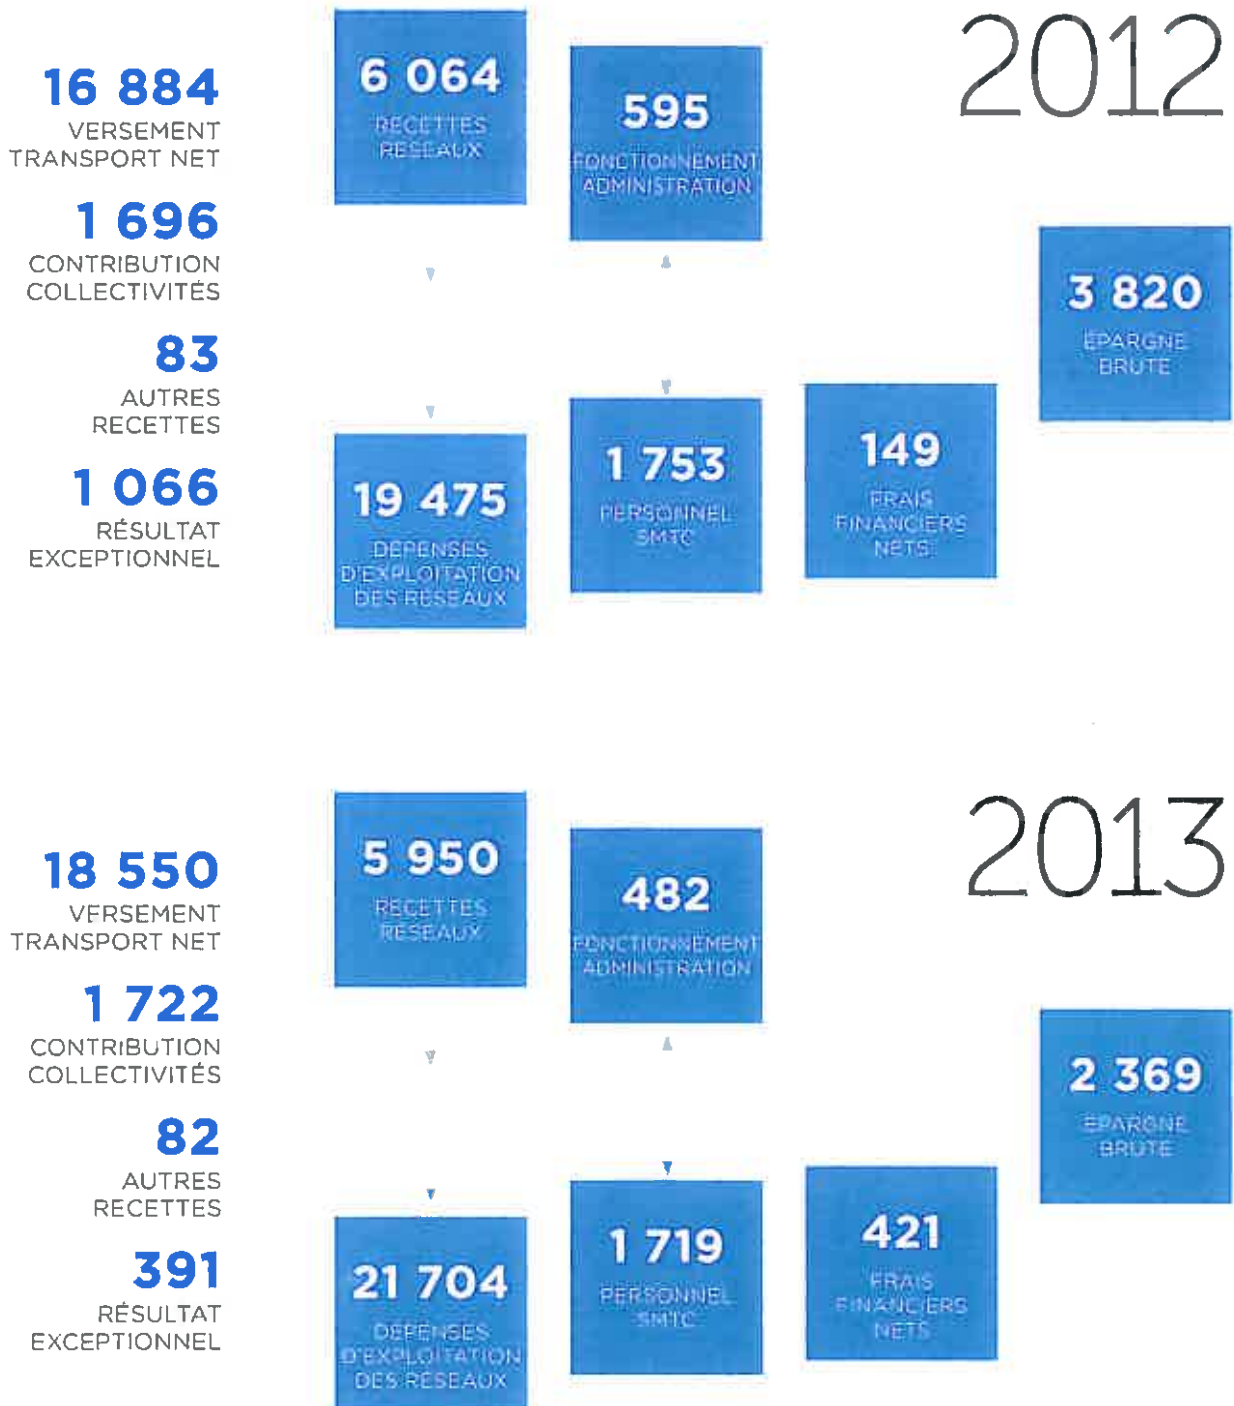 2012
16 884
VERSEMENT
TRANSPORT NET
1 696
CONTRIBUTION
COLLECTIVITÉS
83
AUTRES
RECETTES
1 066
RÉSULTAT
EXCEPTIONNEL
6 064
RECETTES
RÉSEAUX
19 475
DÉPENSES
D'EXPLOITATION
DES RÉSEAUX
595
FONCTIONNEMENT
ADMINISTRATION
1 753
PERSONNEL
SMTC
149
FRAIS
FINANCIERS
NETS
3 820
ÉPARGNE
BRUTE
2013
18 550
VERSEMENT
TRANSPORT NET
1 722
CONTRIBUTION
COLLECTIVITÉS
82
AUTRES
RECETTES
391
RÉSULTAT
EXCEPTIONNEL
5 950
RECETTES
RÉSEAUX
21 704
DÉPENSES
D'EXPLOITATION
DES RÉSEAUX
482
FONCTIONNEMENT
ADMINISTRATION
1 719
PERSONNEL
SMTC
421
FRAIS
FINANCIERS
NETS
2 369
ÉPARGNE
BRUTE